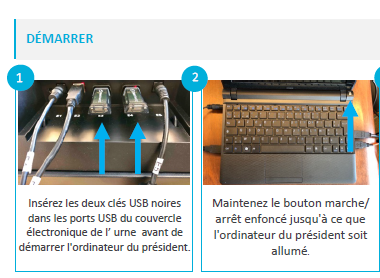 DÉMARRER
1
Insérez les deux clés USB noires
dans les ports USB du couvercle
électronique de l' urne  avant de
démarrer l'ordinateur du président.
2
Maintenez le bouton marche/
arrêt enfoncé jusqu'à ce que
l'ordinateur du président soit
allumé.